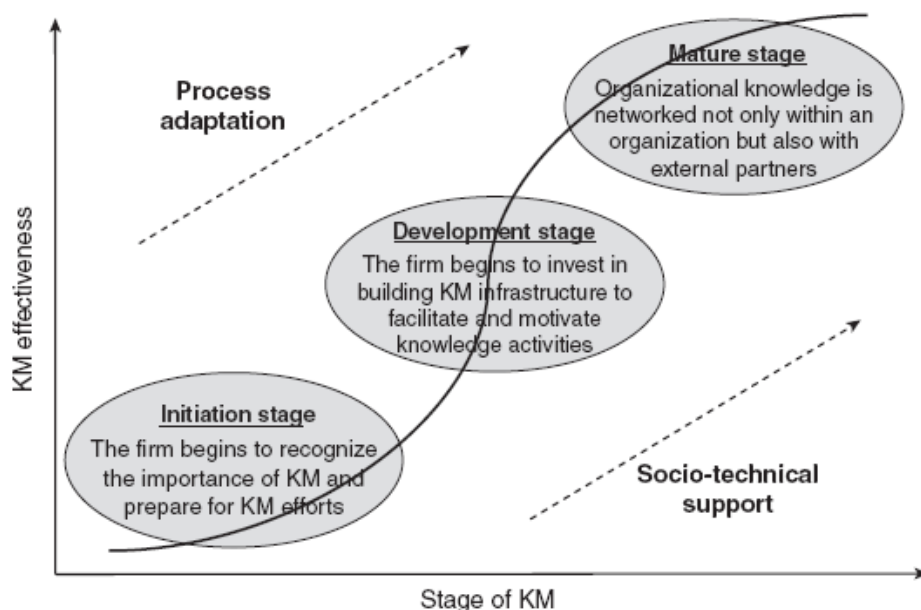 Mature stage
Organizational knowledge is
networked not only within an
organization but also with
external partners
Process
adaptation
Development stage
The firm begins to invest in
building KM infrastructure to
facilitate and motivate
knowledge activities
KM effectiveness
Initiation stage
The firm begins to recognize
the importance of KM and
prepare for KM efforts
Socio-technical
support
Stage of KM